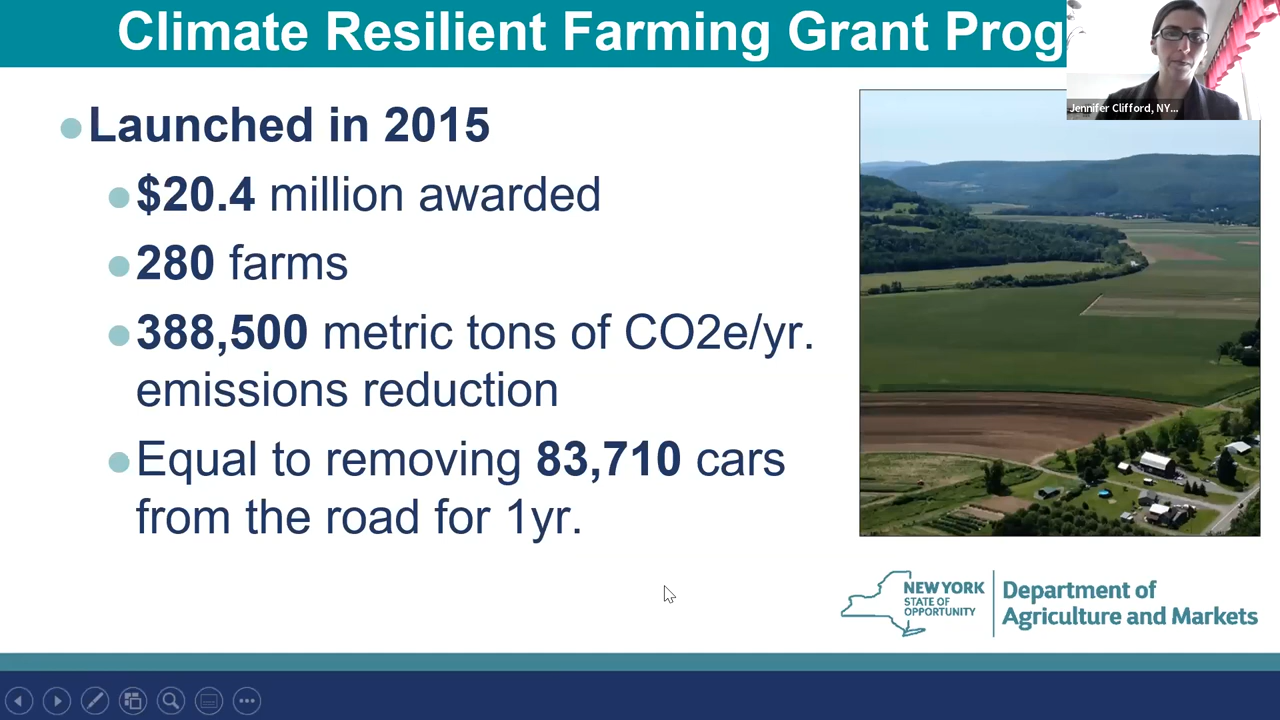 Climate Resilient Farming Grant Prog
Jennifer Clifford, NY...
Launched in 2015
$20.4 million awarded
280 farms
388,500 metric tons of CO2e/yr.
emissions reduction
Equal to removing 83,710 cars
from the road for 1yr.
NEW YORK
STATE OF
OPPORTUNITY
Department of
Agriculture and Markets